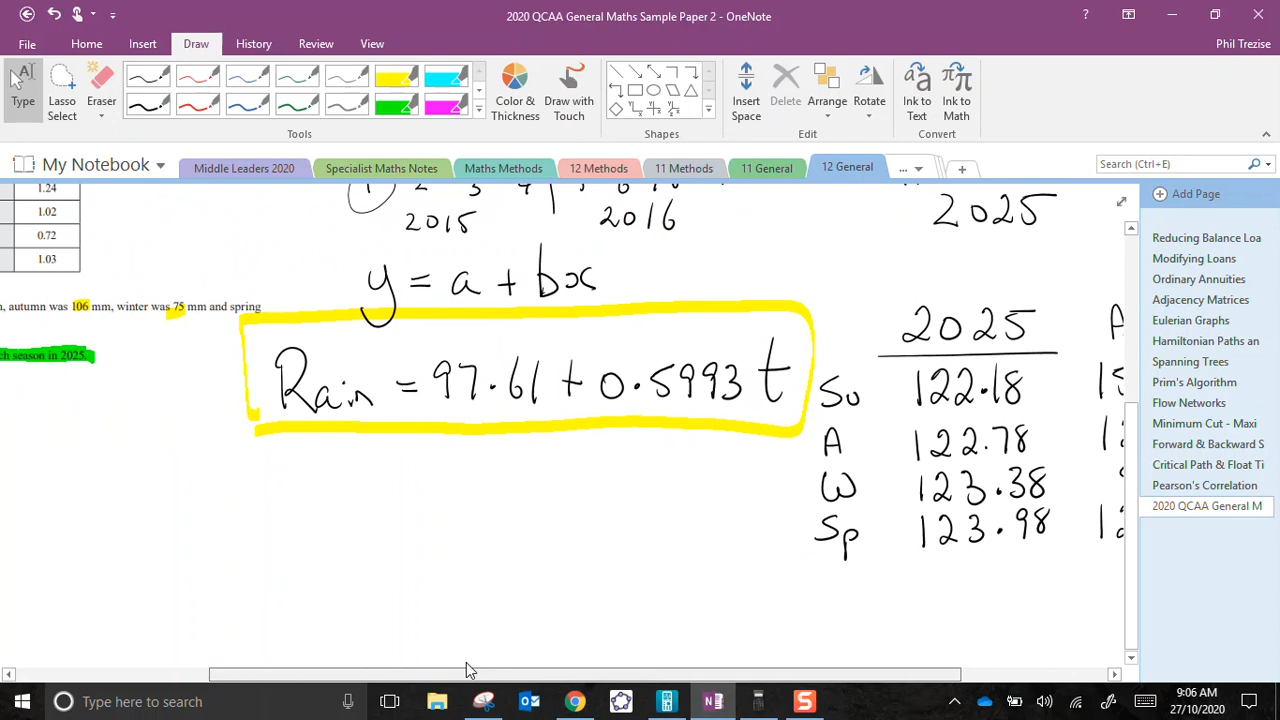 2020 QCAA General Maths Sample Paper 2 - OneNote
File Home Insert Draw History Review View
Phil Trezise
Type
Lasso Select
Eraser
Color & Thickness
Draw with Touch
Insert Space
Delete
Arrange
Rotate
Ink to Text
Ink to Math
Tools
Shapes
Edit
Convert
My Notebook
Middle Leaders 2020
Specialist Maths Notes
Maths Methods
12 Methods
11 Methods
11 General
12 General
...
Search (Ctrl+E)
Add Page
Reducing Balance Loa
Modifying Loans
Ordinary Annuities
Adjacency Matrices
Eulerian Graphs
Hamiltonian Paths an
Spanning Trees
Prim's Algorithm
Flow Networks
Minimum Cut - Maxi
Forward & Backward S
Critical Path & Float Ti
Pearson's Correlation
2020 QCAA General M
1.24
1.02
0.72
1.03
, autumn was 106 mm, winter was 75 mm and spring
ch season in 2025.
2015 2016 2025
y = a + bx
Rain = 97.61 + 0.5993 t
2025
Su 122.18
A 122.78
W 123.38
Sp 123.98
Type here to search
9:06 AM
27/10/2020